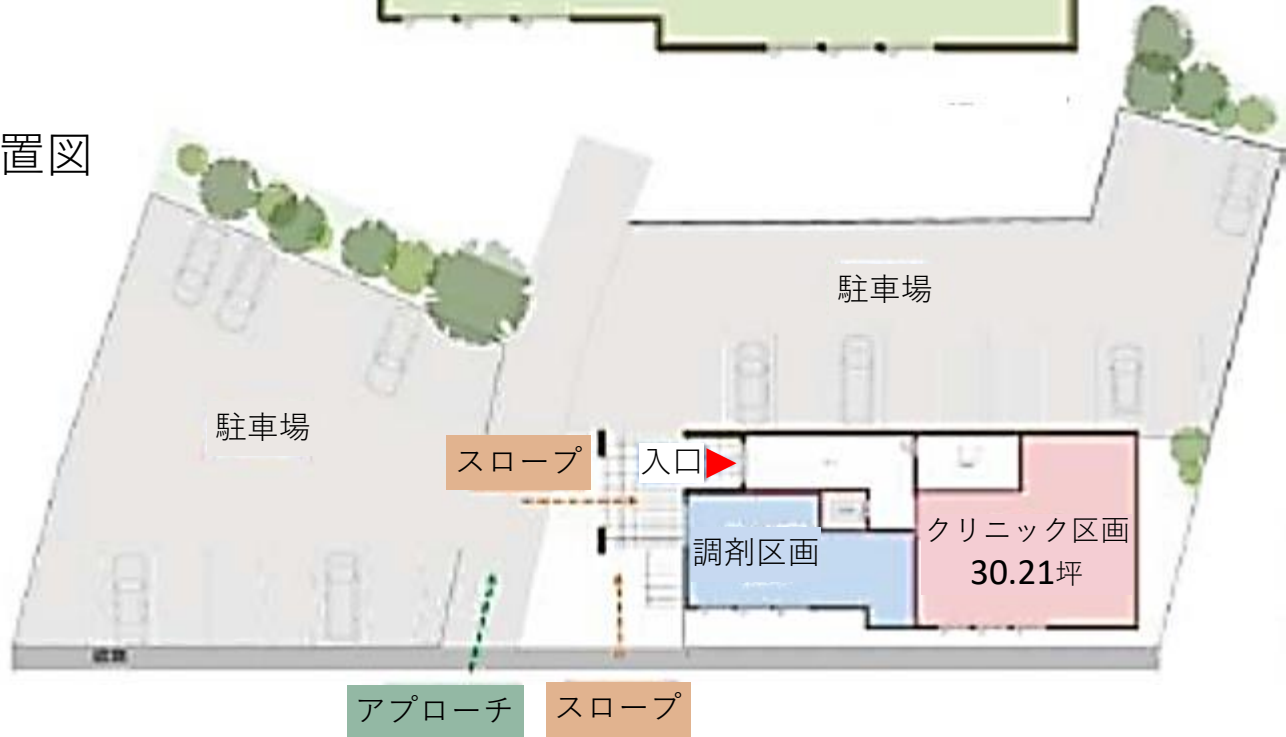 置図
駐車場
駐車場
スロープ
入口
調剤区画
クリニック区画
30.21坪
アプローチ
スロープ